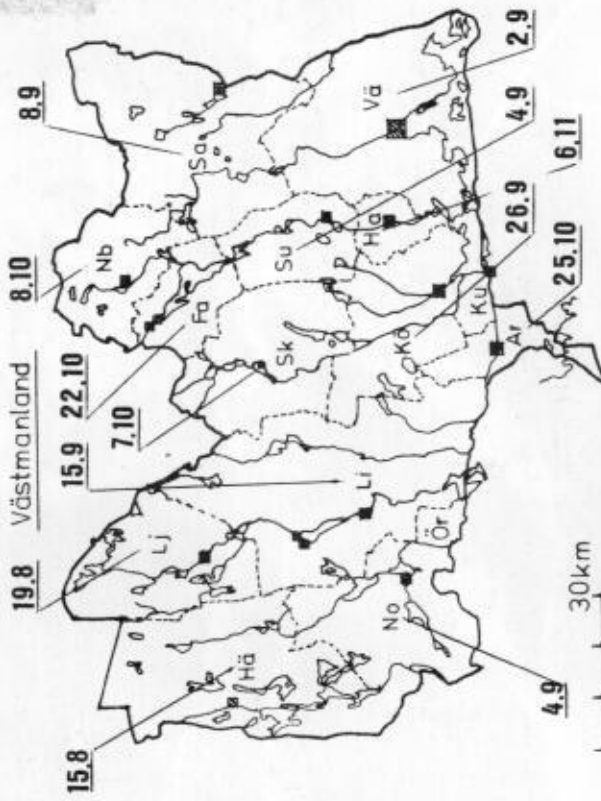 19.8 Västmanland 8.10 8.9
15.8 15.9 22.10
Nb
7.10
Lj
Fa Sa
Hä Sk Su
Li Hla Vä
No Kö
Ör
Ku
Ar
26.9 2.9
4.9 4.9
30km 25.10 6.11